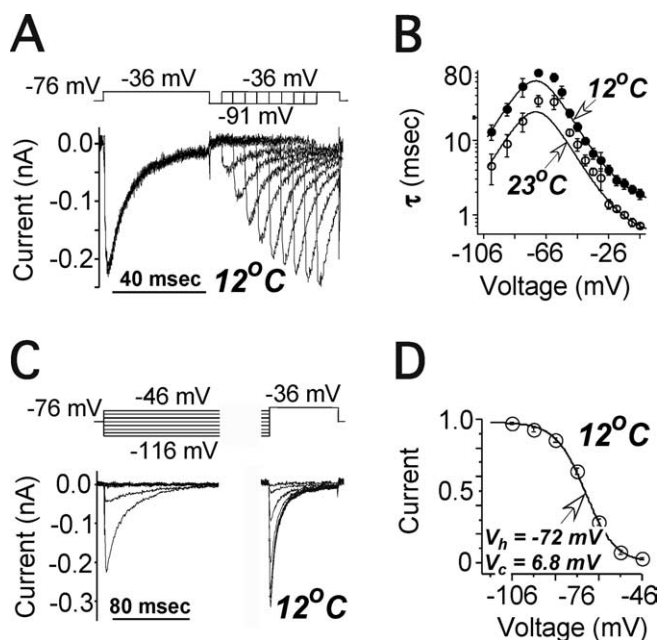 A
-76 mV
-36 mV
-36 mV
-91 mV
0.0
-0.1
-0.2
Current (nA)
40 msec
12°C
B
80
10
1
τ (msec)
12°C
23°C
-106
-66
-26
Voltage (mV)
C
-76 mV
-46 mV
-36 mV
-116 mV
0.0
-0.1
-0.2
-0.3
Current (nA)
80 msec
12°C
D
1.0
0.5
0
Current
12°C
Vh = -72 mV
Vc = 6.8 mV
-106
-76
-46
Voltage (mV)